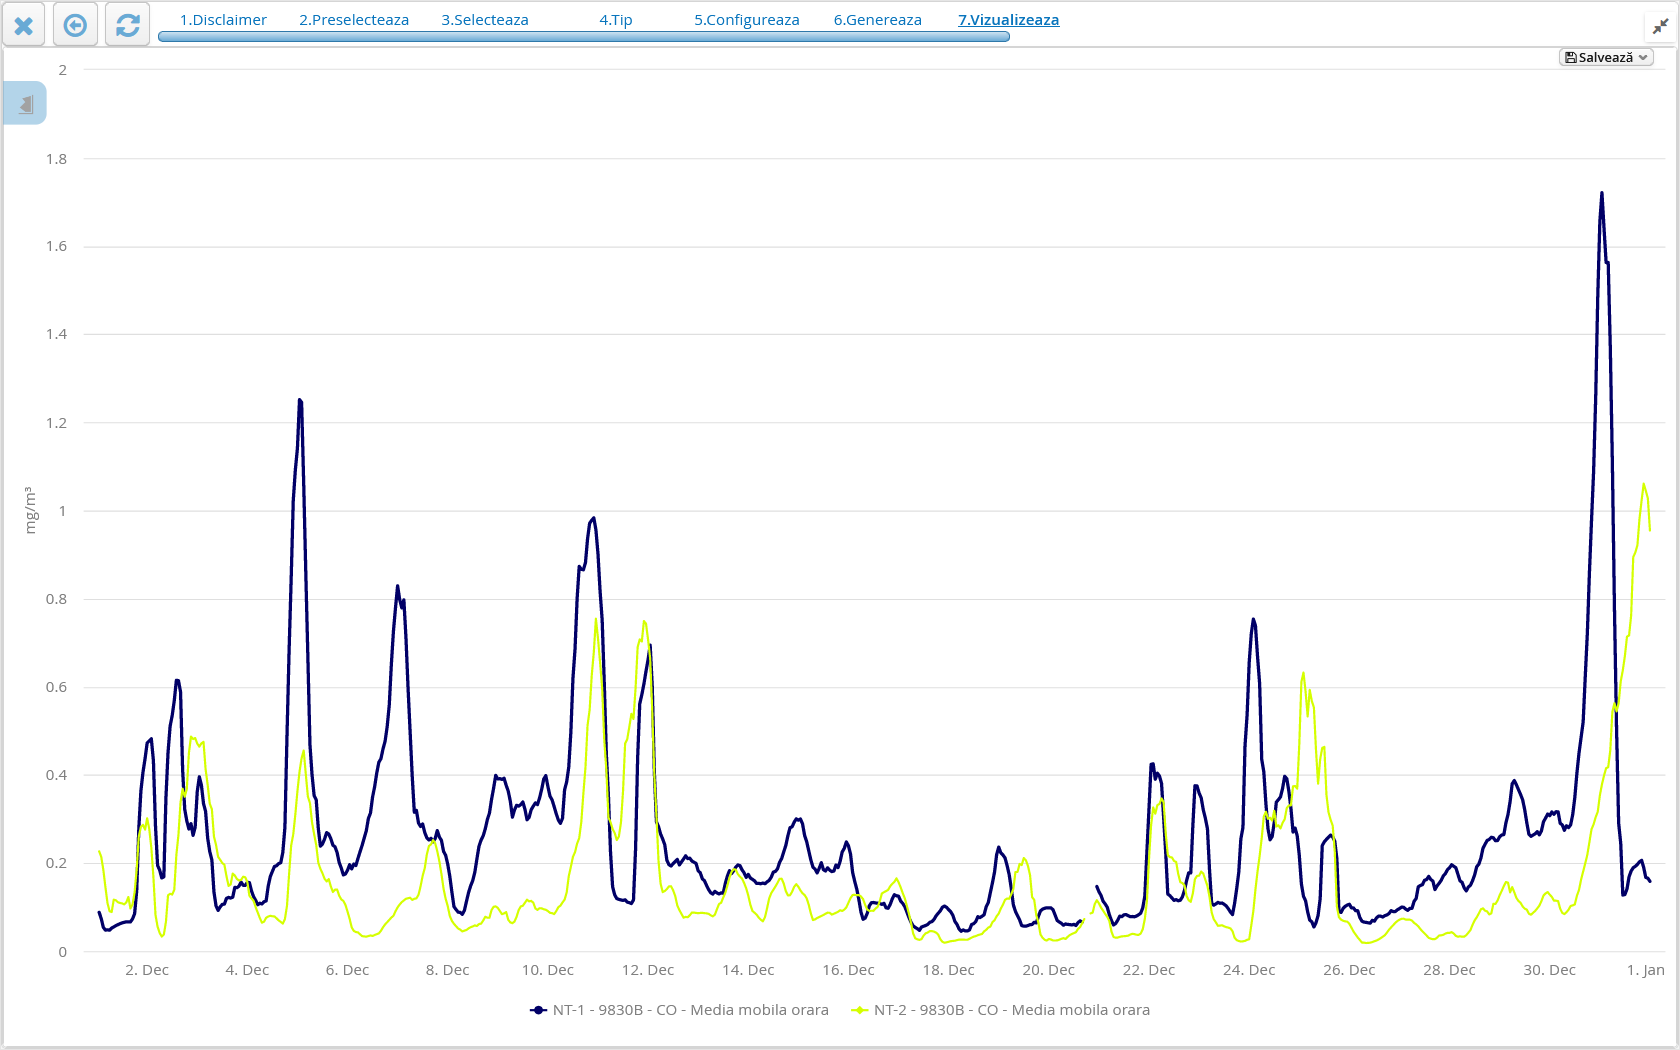 1.Disclaimer 2.Preselecteaza 3.Selecteaza 4.Tip 5.Configureaza 6.Genereaza 7.Vizualizeaza
Salvează
2
1.8
1.6
1.4
1.2
1
0.8
0.6
0.4
0.2
0
mg/m³
2. Dec 4. Dec 6. Dec 8. Dec 10. Dec 12. Dec 14. Dec 16. Dec 18. Dec 20. Dec 22. Dec 24. Dec 26. Dec 28. Dec 30. Dec 1. Jan
NT-1 - 9830B - CO - Media mobila orara NT-2 - 9830B - CO - Media mobila orara